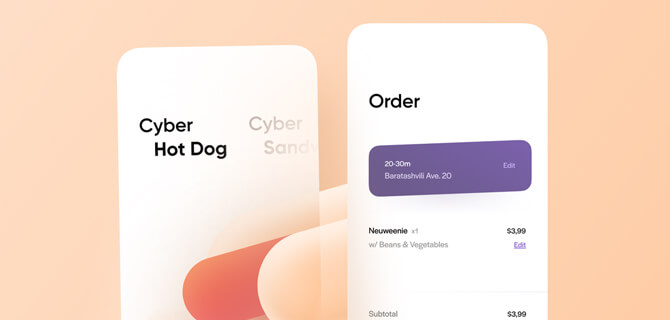 Cyber
Hot Dog
Cyber
Order
20-30m
Edit
Baratashvili Ave. 20
Neuweenie x1
$3,99
w/ Beans & Vegetables
Edit
Subtotal
$3,99